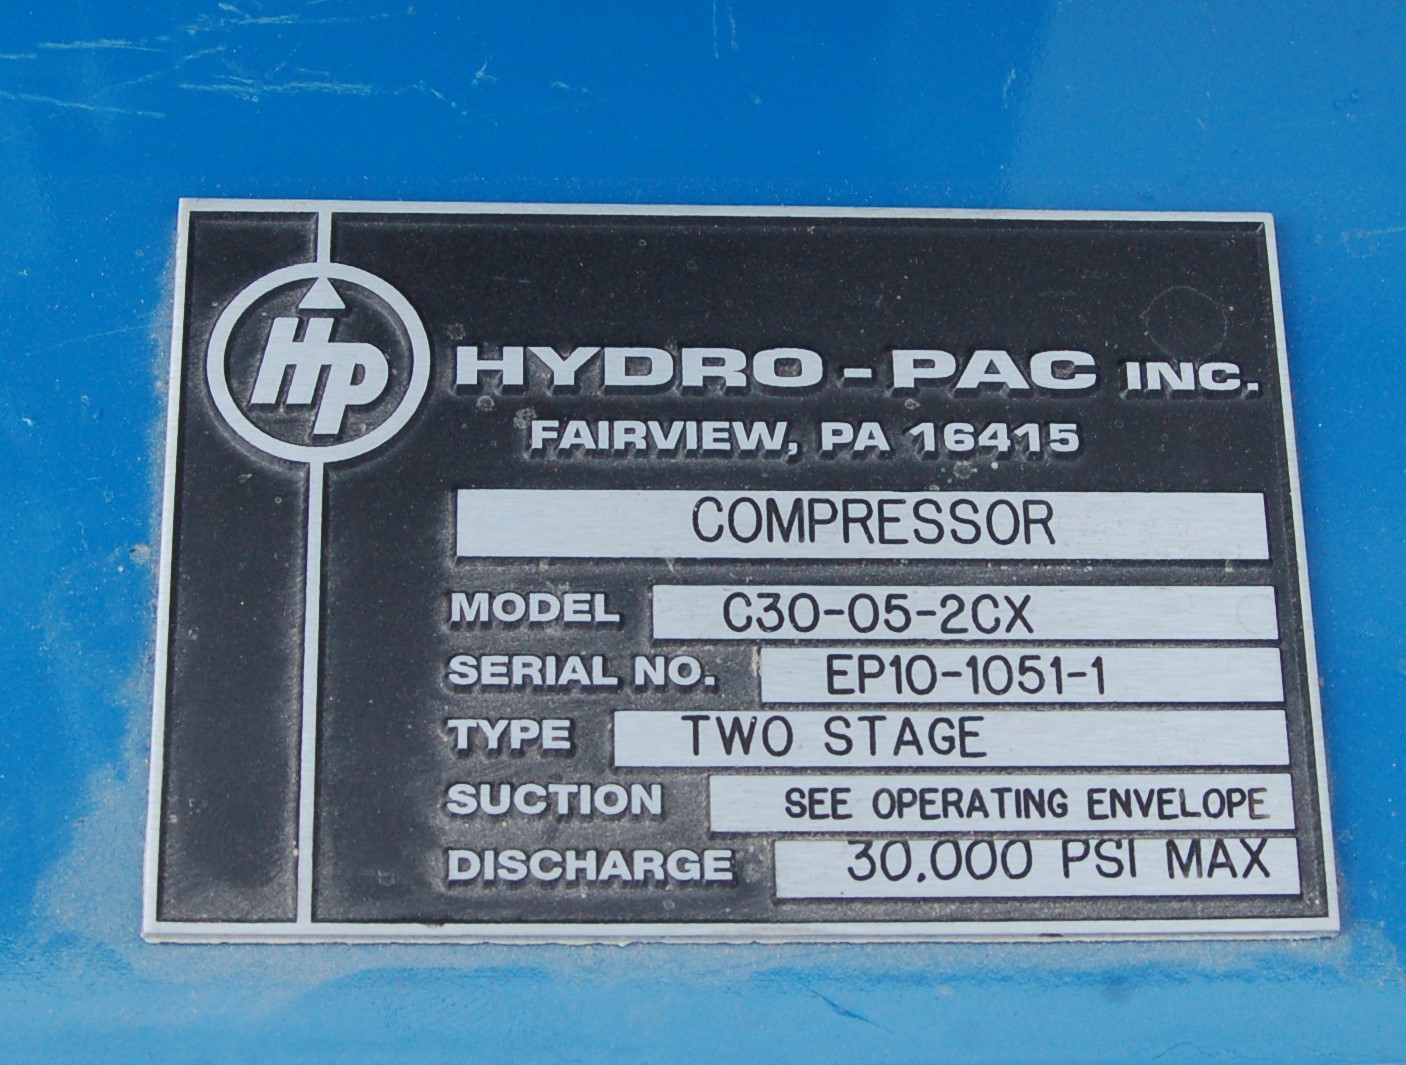 Hp
HYDRO-PAC INC.
FAIRVIEW, PA 16415
COMPRESSOR
MODEL C30-05-2CX
SERIAL NO. EP10-1051-1
TYPE TWO STAGE
SUCTION SEE OPERATING ENVELOPE
DISCHARGE 30,000 PSI MAX